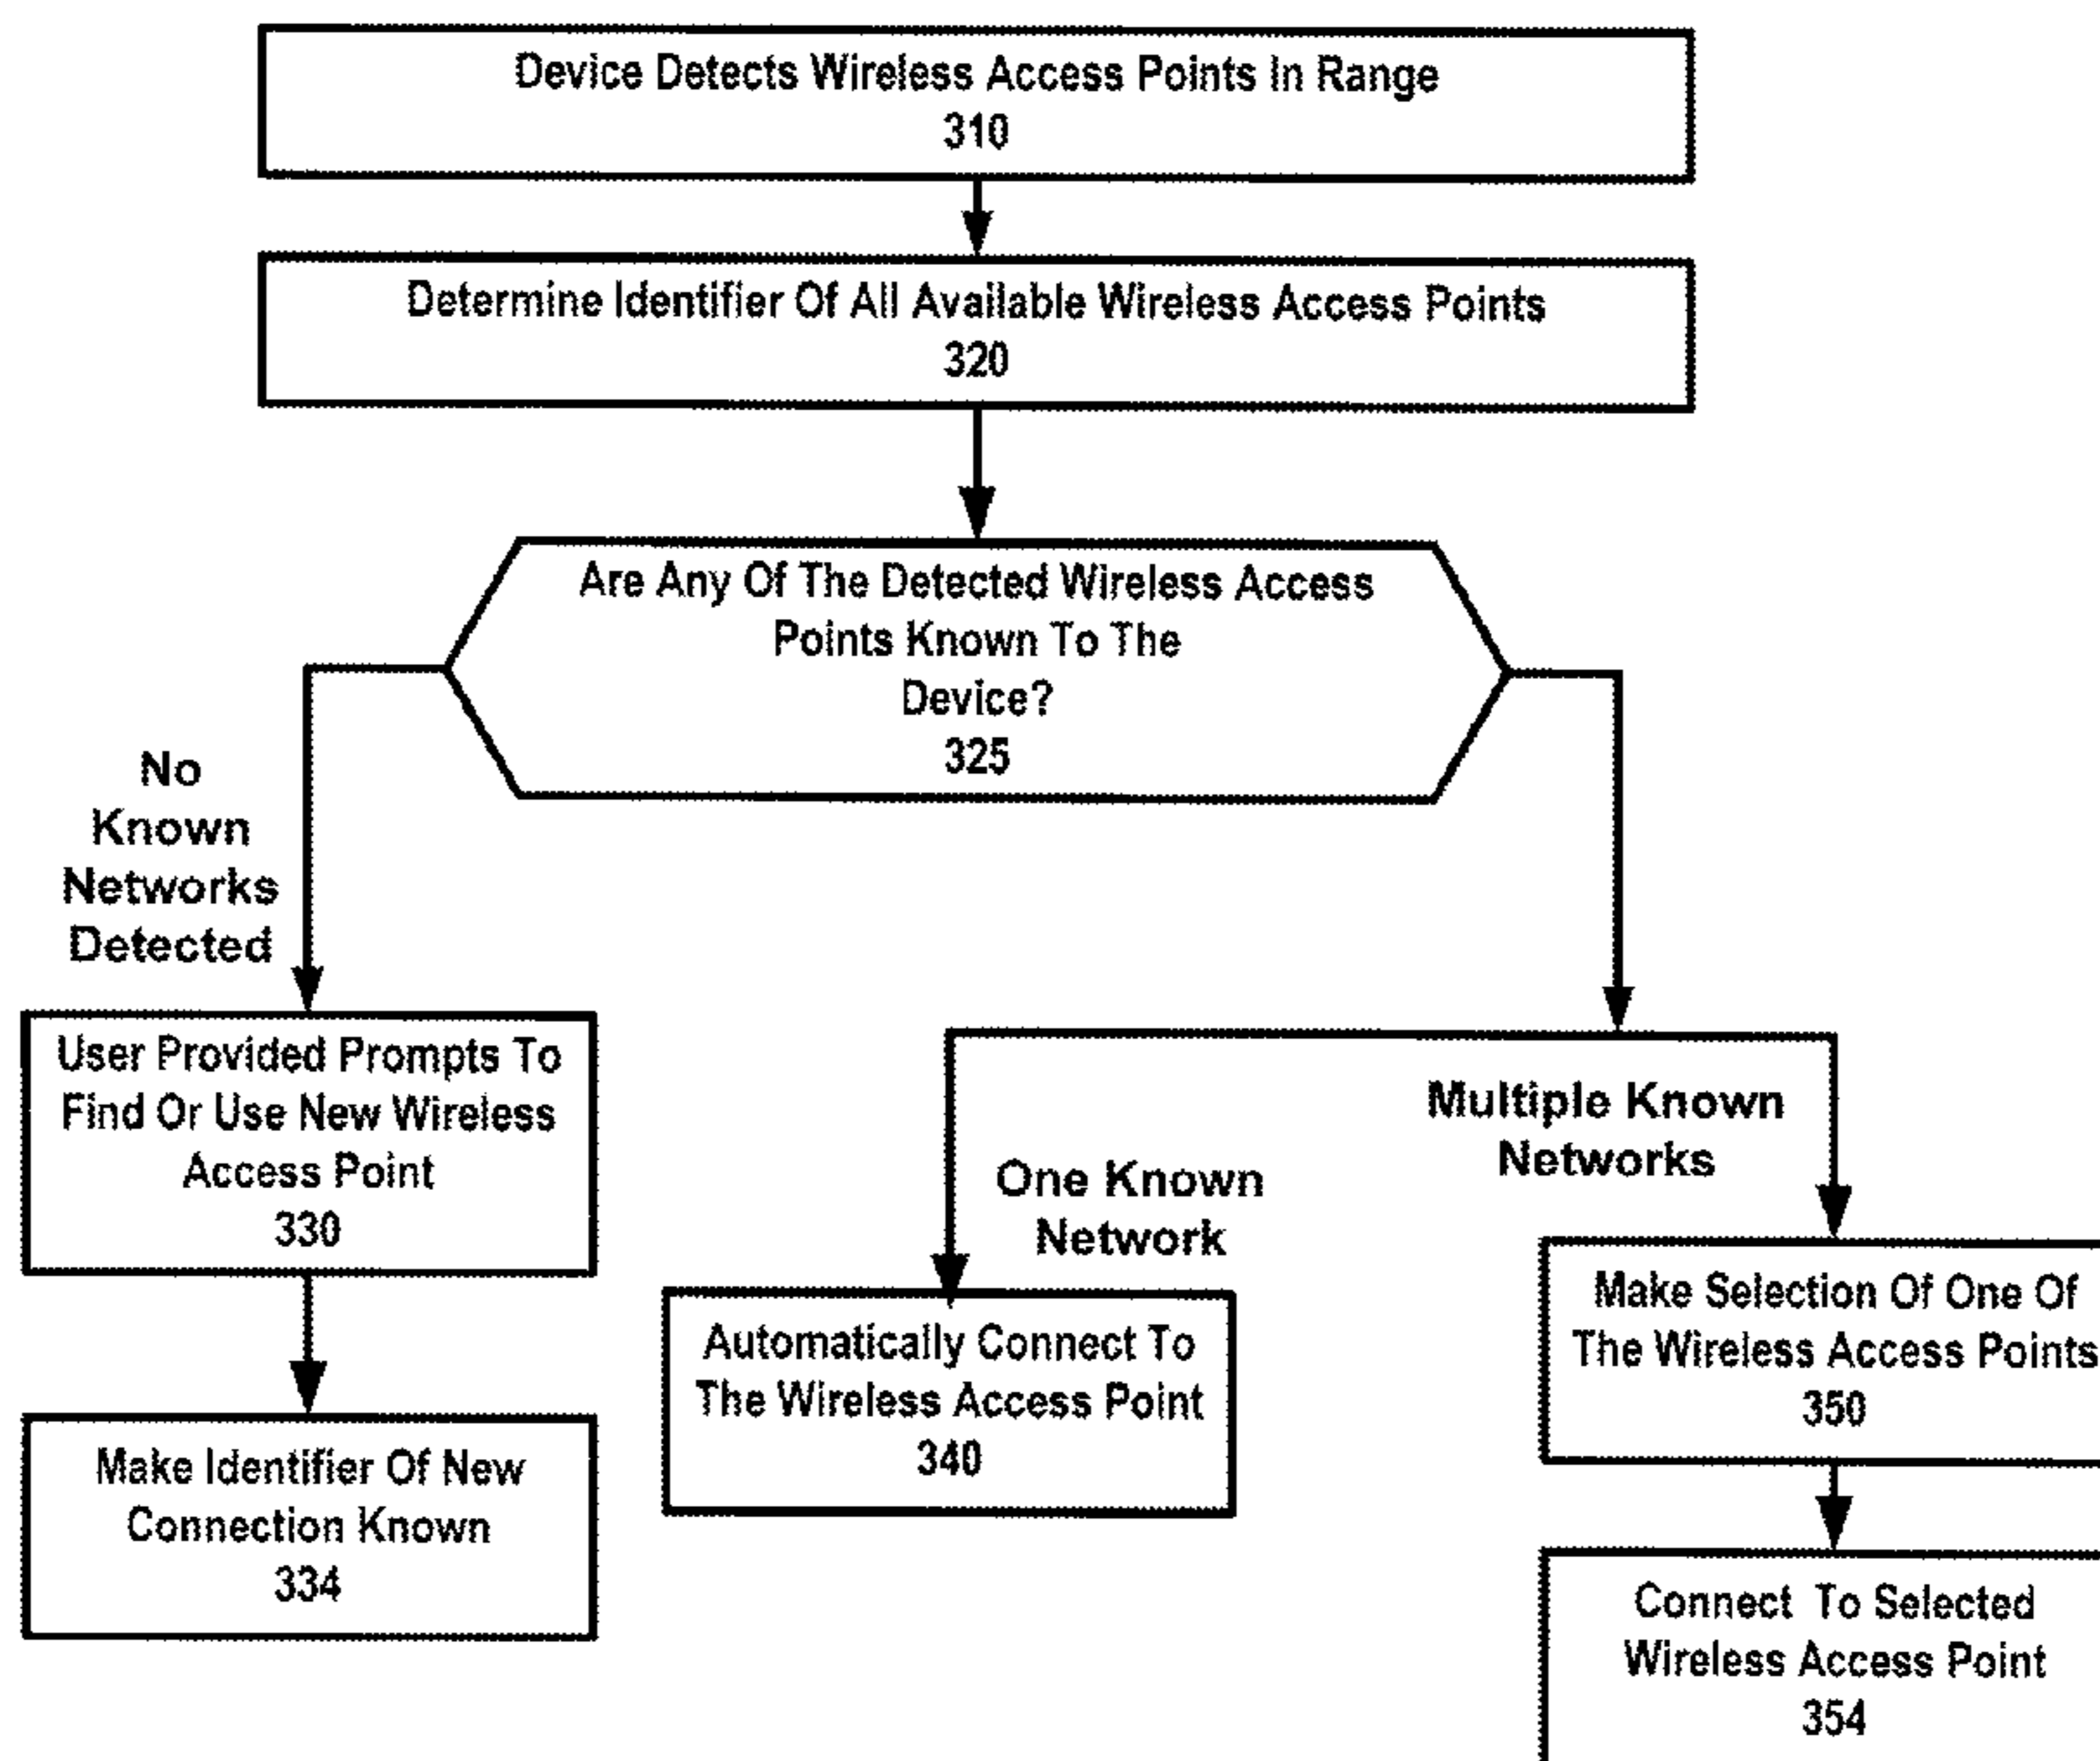 Device Detects Wireless Access Points In Range
310
Determine Identifier Of All Available Wireless Access Points
320
Are Any Of The Detected Wireless Access
Points Known To The
Device?
325
No
Known
Networks
Detected
User Provided Prompts To
Find Or Use New Wireless
Access Point
330
Make Identifier Of New
Connection Known
334
One Known
Network
Automatically Connect To
The Wireless Access Point
340
Multiple Known
Networks
Make Selection Of One Of
The Wireless Access Points
350
Connect To Selected
Wireless Access Point
354